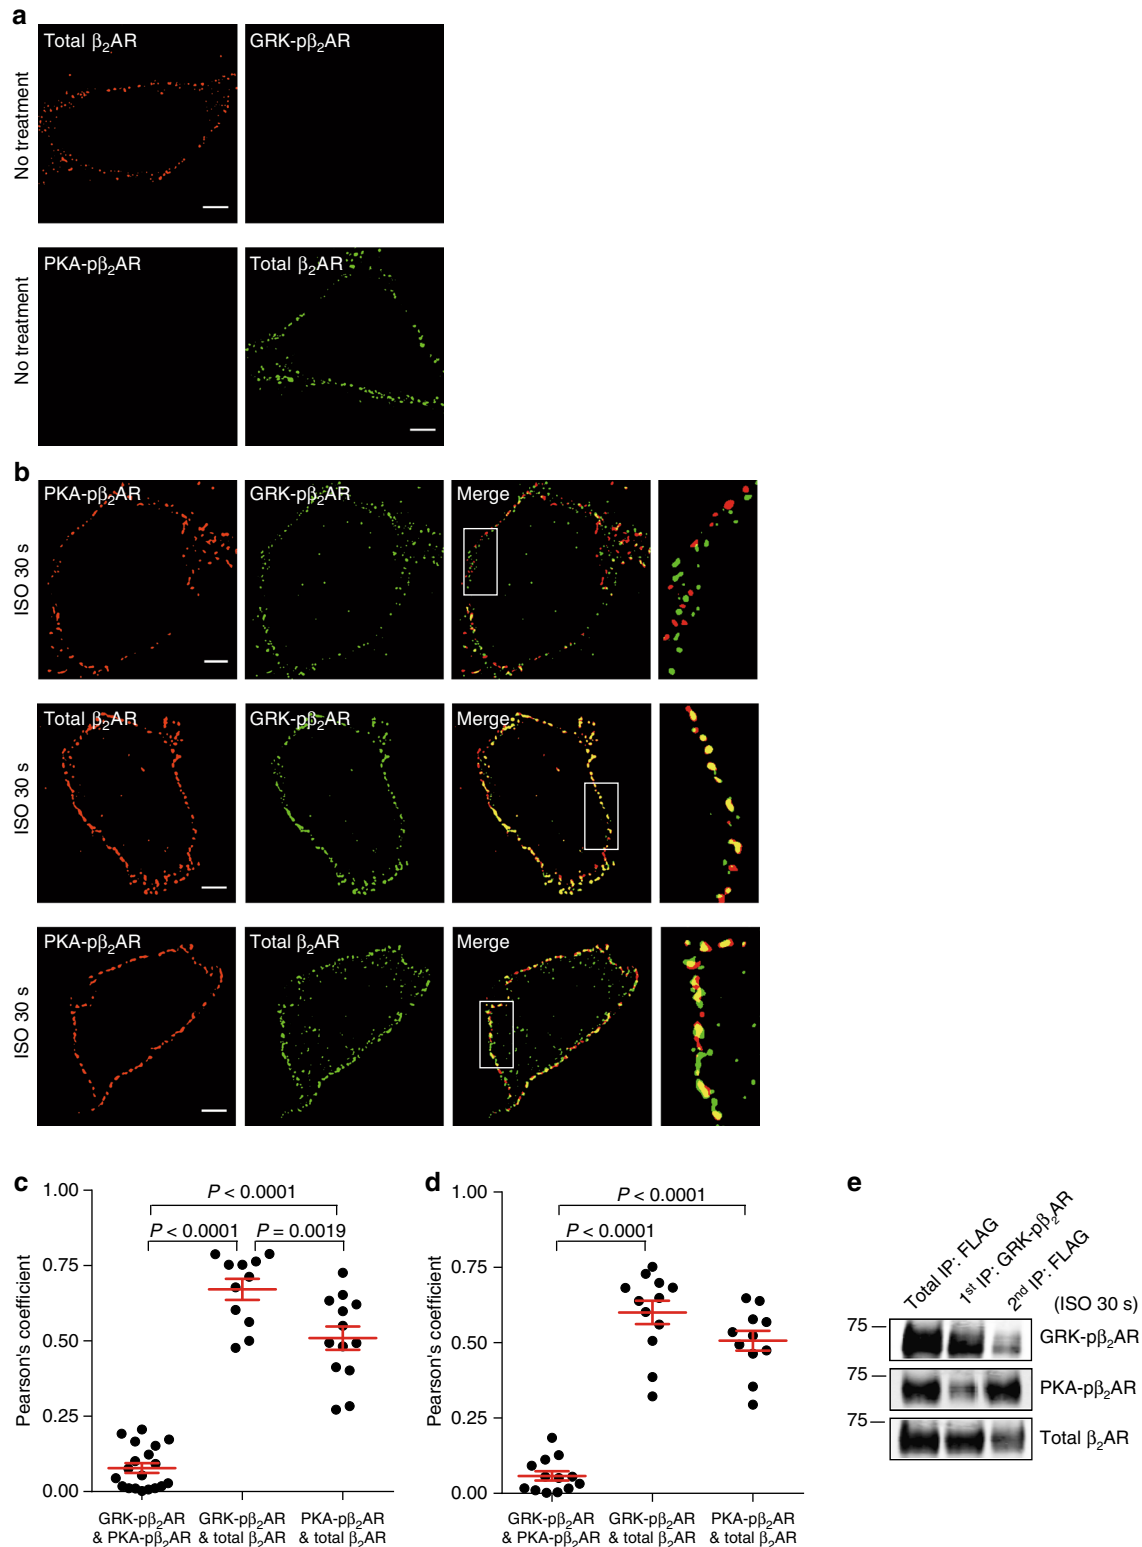 a
No treatment
Total β₂AR
GRK-pβ₂AR
No treatment
PKA-pβ₂AR
Total β₂AR
b
ISO 30 s
PKA-pβ₂AR
GRK-pβ₂AR
Merge
ISO 30 s
Total β₂AR
GRK-pβ₂AR
Merge
ISO 30 s
PKA-pβ₂AR
Total β₂AR
Merge
c
Pearson's coefficient
1.00
0.75
0.50
0.25
0.00
P < 0.0001
P < 0.0001
P = 0.0019
GRK-pβ₂AR
& PKA-pβ₂AR
GRK-pβ₂AR
& total β₂AR
PKA-pβ₂AR
& total β₂AR
d
Pearson's coefficient
1.00
0.75
0.50
0.25
0.00
P < 0.0001
P < 0.0001
GRK-pβ₂AR
& PKA-pβ₂AR
GRK-pβ₂AR
& total β₂AR
PKA-pβ₂AR
& total β₂AR
e
Total IP: FLAG
1st IP: GRK-pβ₂AR
2nd IP: FLAG
(ISO 30 s)
75
GRK-pβ₂AR
75
PKA-pβ₂AR
75
Total β₂AR